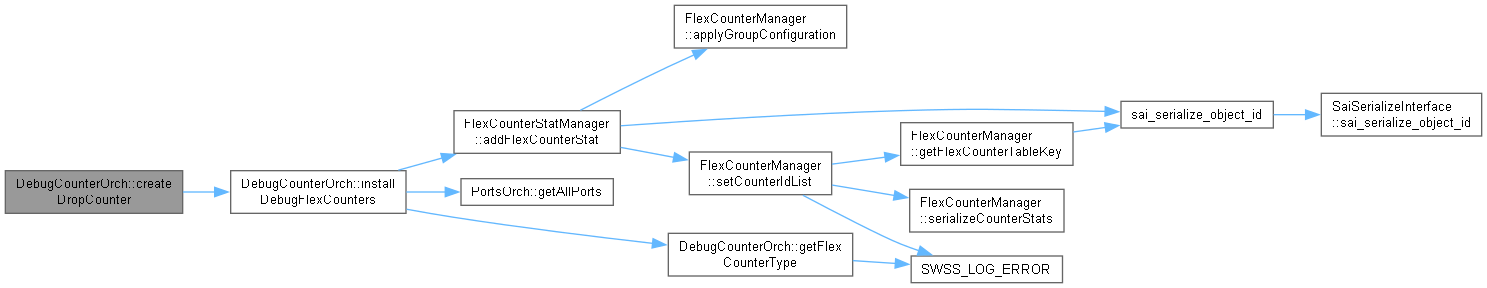 DebugCounterOrch::create
DropCounter
DebugCounterOrch::install
DebugFlexCounters
FlexCounterStatManager
::addFlexCounterStat
FlexCounterManager
::applyGroupConfiguration
PortsOrch::getAllPorts
DebugCounterOrch::getFlex
CounterType
FlexCounterManager
::setCounterIdList
FlexCounterManager
::getFlexCounterTableKey
FlexCounterManager
::serializeCounterStats
SWSS_LOG_ERROR
sai_serialize_object_id
SaiSerializeInterface
::sai_serialize_object_id